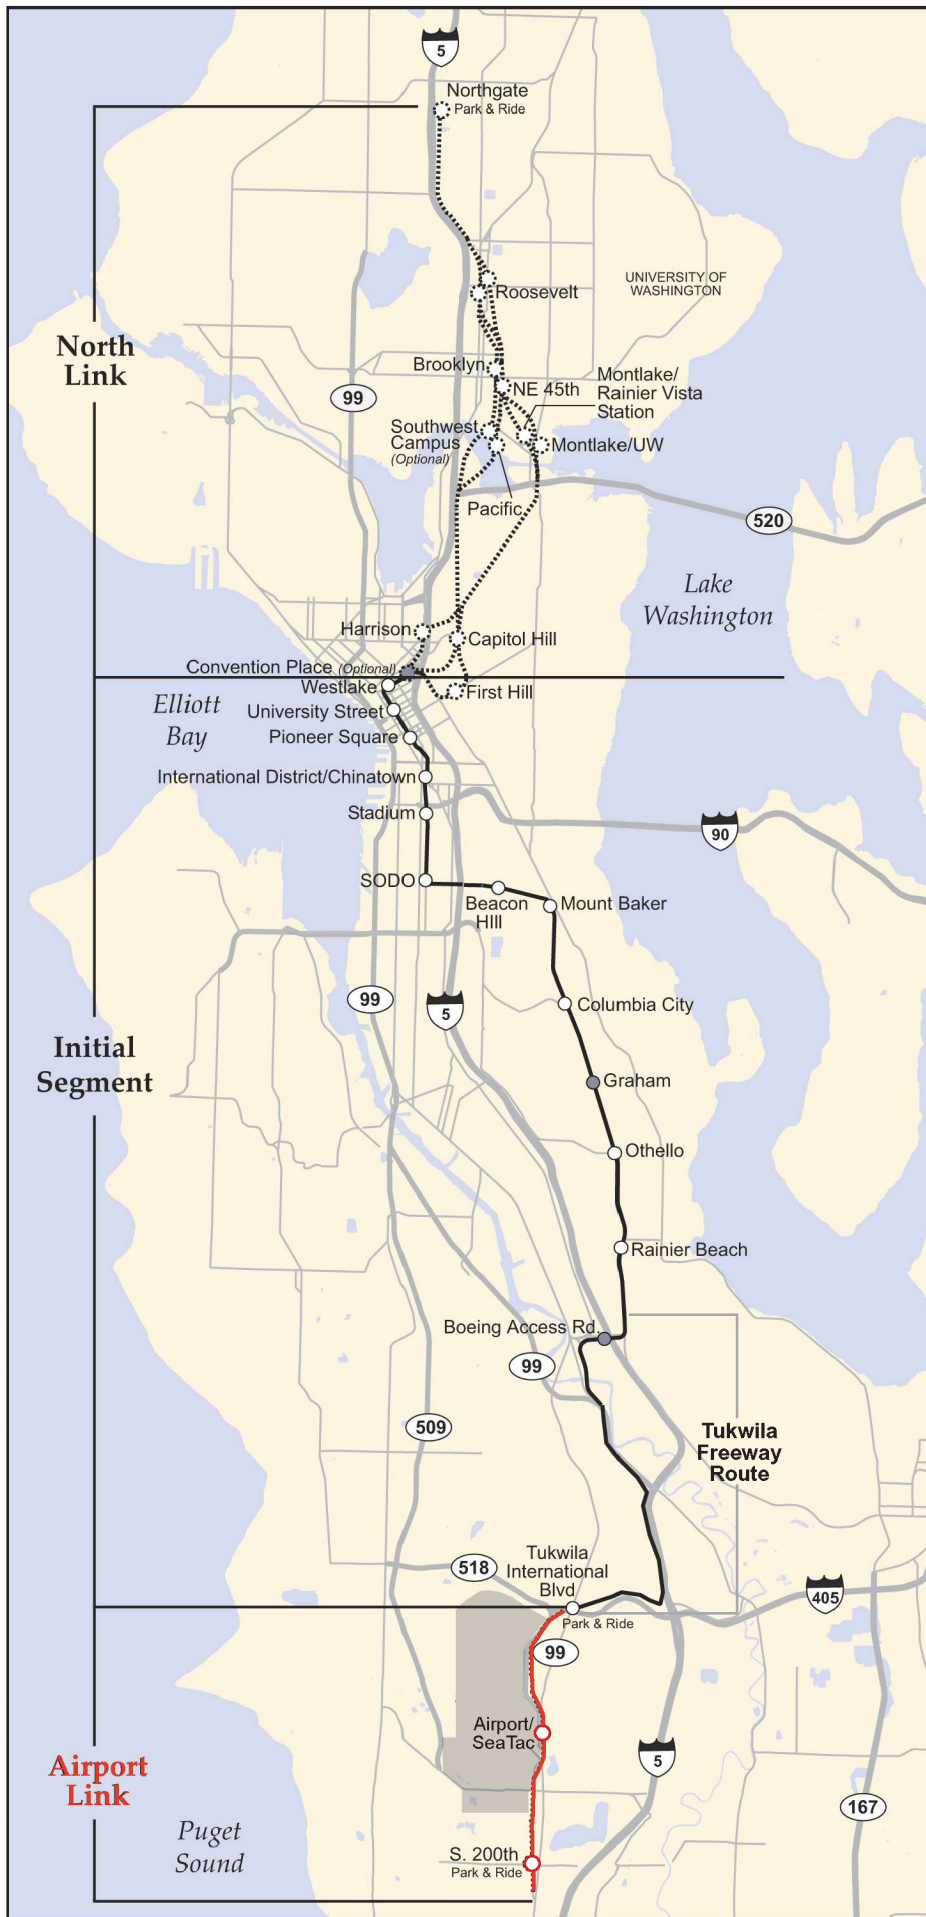 5
Northgate
Park & Ride
UNIVERSITY OF
WASHINGTON
Roosevelt
North
Link
Brooklyn
NE 45th
Montlake/
Rainier Vista
Station
99
Southwest
Campus
(Optional)
Montlake/UW
Pacific
520
Lake
Washington
Harrison
Capitol Hill
Convention Place (Optional)
Westlake
First Hill
Elliott
Bay
University Street
Pioneer Square
International District/Chinatown
Stadium
90
SODO
Beacon
HIll
Mount Baker
99
5
Columbia City
Initial
Segment
Graham
Othello
Rainier Beach
Boeing Access Rd.
99
509
Tukwila
Freeway
Route
Tukwila
International
Blvd
518
405
Park & Ride
99
Airport/
SeaTac
5
Airport
Link
167
Puget
Sound
S. 200th
Park & Ride